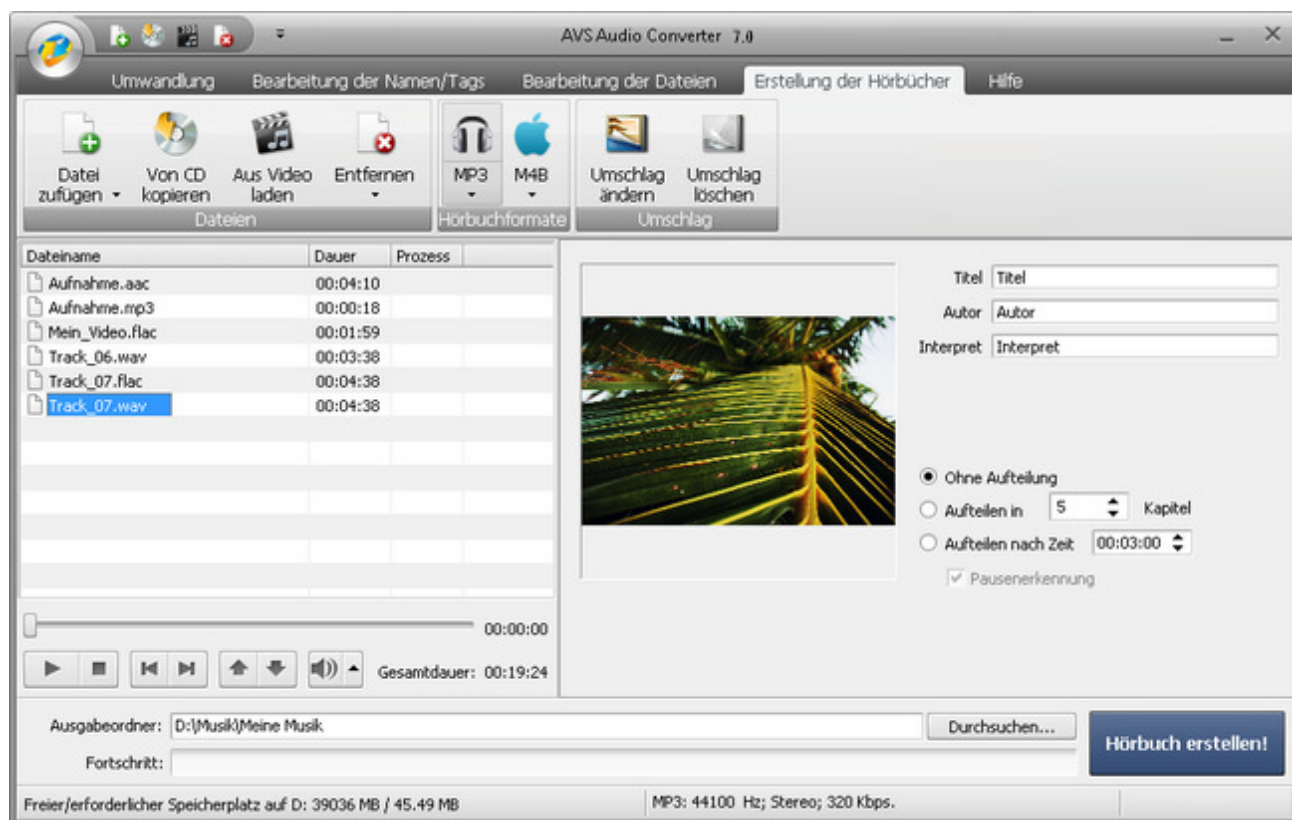 AVS Audio Converter 7.0
Umwandlung Bearbeitung der Namen/Tags Bearbeitung der Dateien Erstellung der Hörbücher Hilfe
Datei zufügen
Von CD kopieren
Aus Video laden
Entfernen
MP3
M4B
Umschlag ändern
Umschlag löschen
Dateien Hörbuchformate Umschlag
Dateiname Dauer Prozess
Aufnahme.aac 00:04:10
Aufnahme.mp3 00:00:18
Mein_Video.flac 00:01:59
Track_06.wav 00:03:38
Track_07.flac 00:04:38
Track_07.wav 00:04:38
00:00:00
Gesamtdauer: 00:19:24
Titel Titel
Autor Autor
Interpret Interpret
Ohne Aufteilung
Aufteilen in 5 Kapitel
Aufteilen nach Zeit 00:03:00
Pausenerkennung
Ausgabeordner: D:\Musik\Meine Musik Durchsuchen...
Fortschritt:
Hörbuch erstellen!
Freier/erforderlicher Speicherplatz auf D: 39036 MB / 45.49 MB MP3: 44100 Hz; Stereo; 320 Kbps.